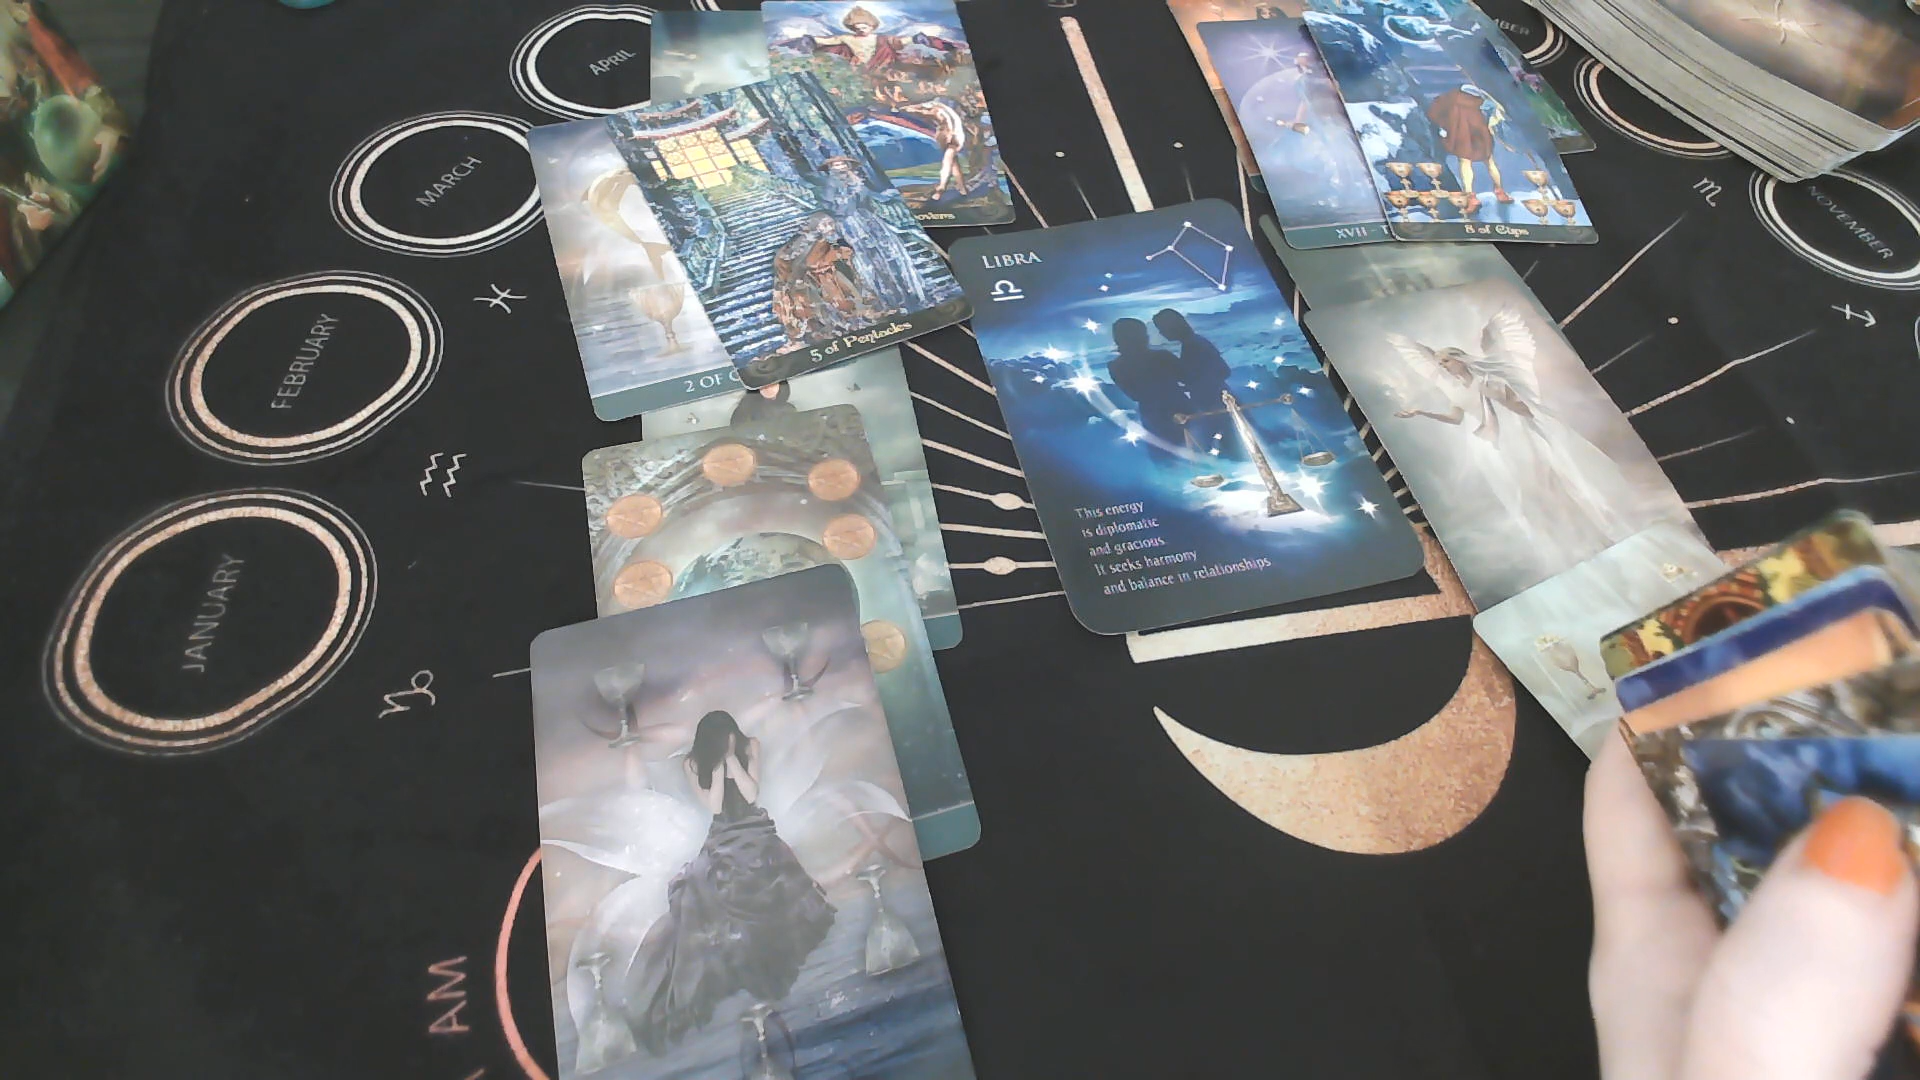 APRIL
MARCH
FEBRUARY
JANUARY
NOVEMBER
5 of Pentacles
2 OF
XVII - T
8 of Cups
LIBRA
This energy
is diplomatic
and gracious
It seeks harmony
and balance in relationships
AM